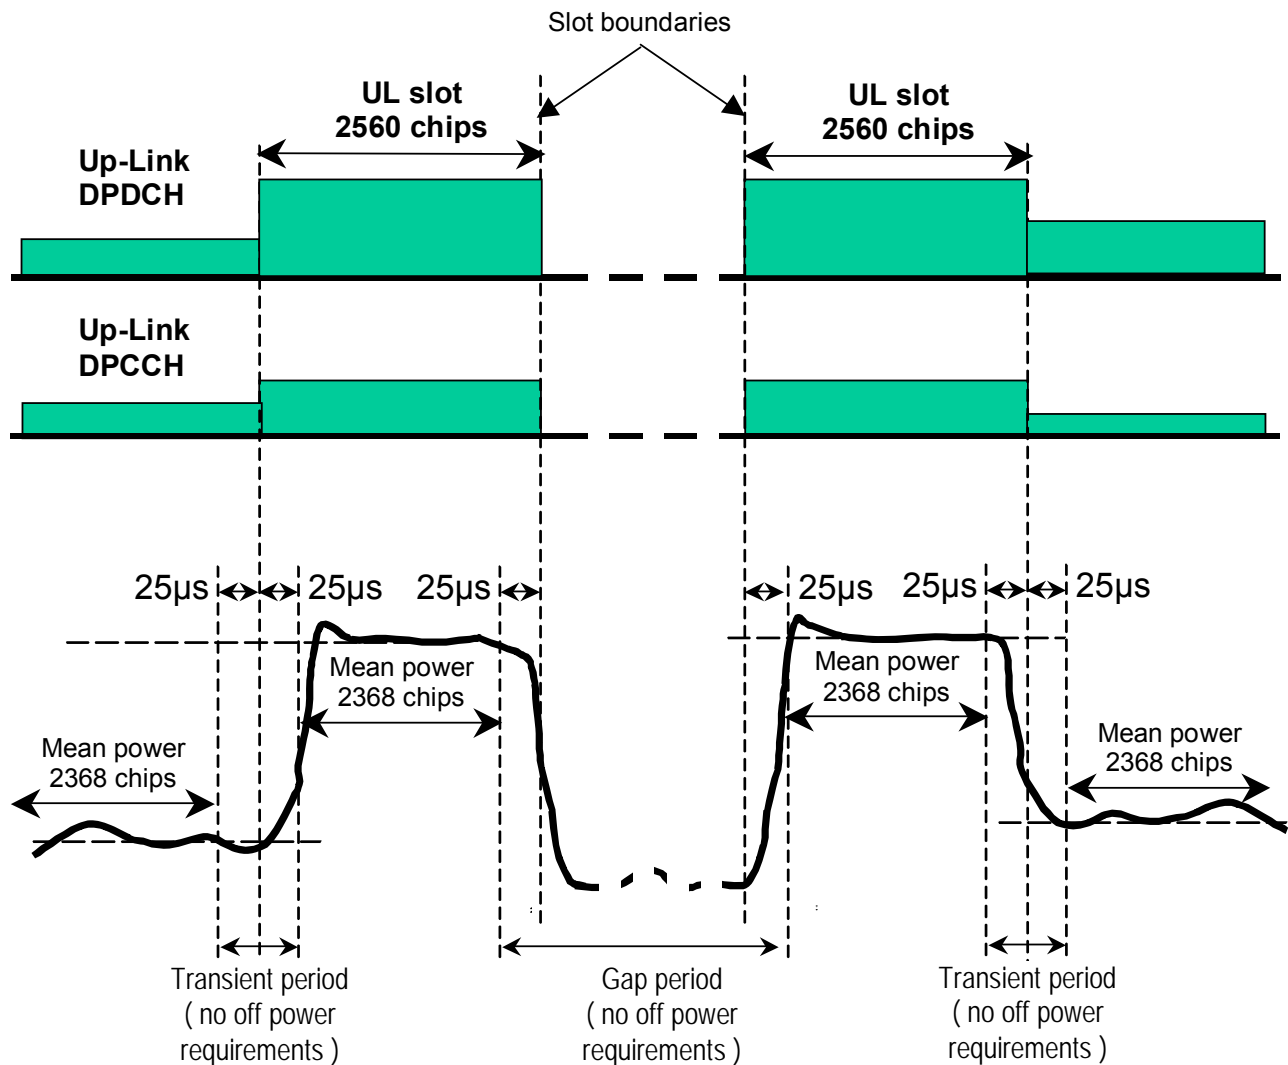 Slot boundaries
UL slot
2560 chips
UL slot
2560 chips
Up-Link
DPDCH
Up-Link
DPCCH
25µs
25µs
25µs
25µs
25µs
25µs
Mean power
2368 chips
Mean power
2368 chips
Mean power
2368 chips
Mean power
2368 chips
Transient period
( no off power
requirements )
Gap period
( no off power
requirements )
Transient period
( no off power
requirements )